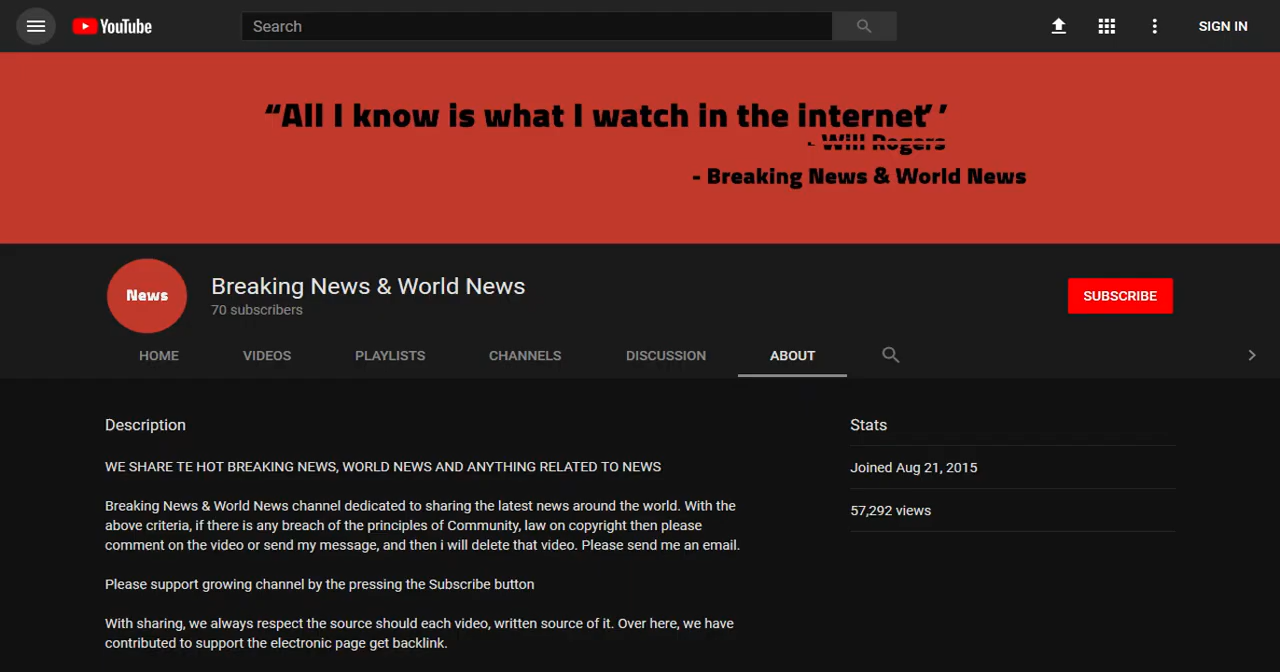 YouTube
Search
SIGN IN
“All I know is what I watch in the internet’’
- Will Rogers
- Breaking News & World News
News
Breaking News & World News
70 subscribers
SUBSCRIBE
HOME VIDEOS PLAYLISTS CHANNELS DISCUSSION ABOUT
Description
WE SHARE TE HOT BREAKING NEWS, WORLD NEWS AND ANYTHING RELATED TO NEWS
Breaking News & World News channel dedicated to sharing the latest news around the world. With the
above criteria, if there is any breach of the principles of Community, law on copyright then please
comment on the video or send my message, and then i will delete that video. Please send me an email.
Please support growing channel by the pressing the Subscribe button
With sharing, we always respect the source should each video, written source of it. Over here, we have
contributed to support the electronic page get backlink.
Stats
Joined Aug 21, 2015
57,292 views